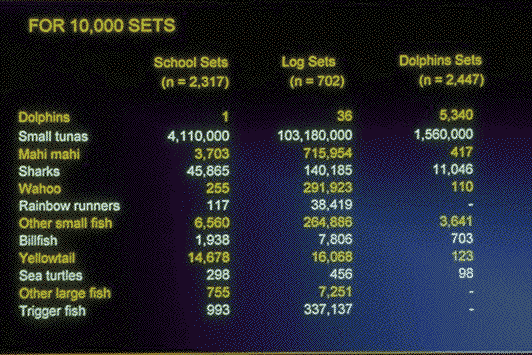 FOR 10,000 SETS
School Sets Log Sets Dolphins Sets
(n = 2,317) (n = 702) (n = 2,447)
Dolphins 1 36 5,340
Small tunas 4,110,000 103,180,000 1,560,000
Mahi mahi 3,703 715,954 417
Sharks 45,865 140,185 11,046
Wahoo 255 291,923 110
Rainbow runners 117 38,419 -
Other small fish 6,560 264,886 3,641
Billfish 1,938 7,806 703
Yellowtail 14,678 16,068 123
Sea turtles 298 456 98
Other large fish 755 7,251 -
Trigger fish 993 337,137 -